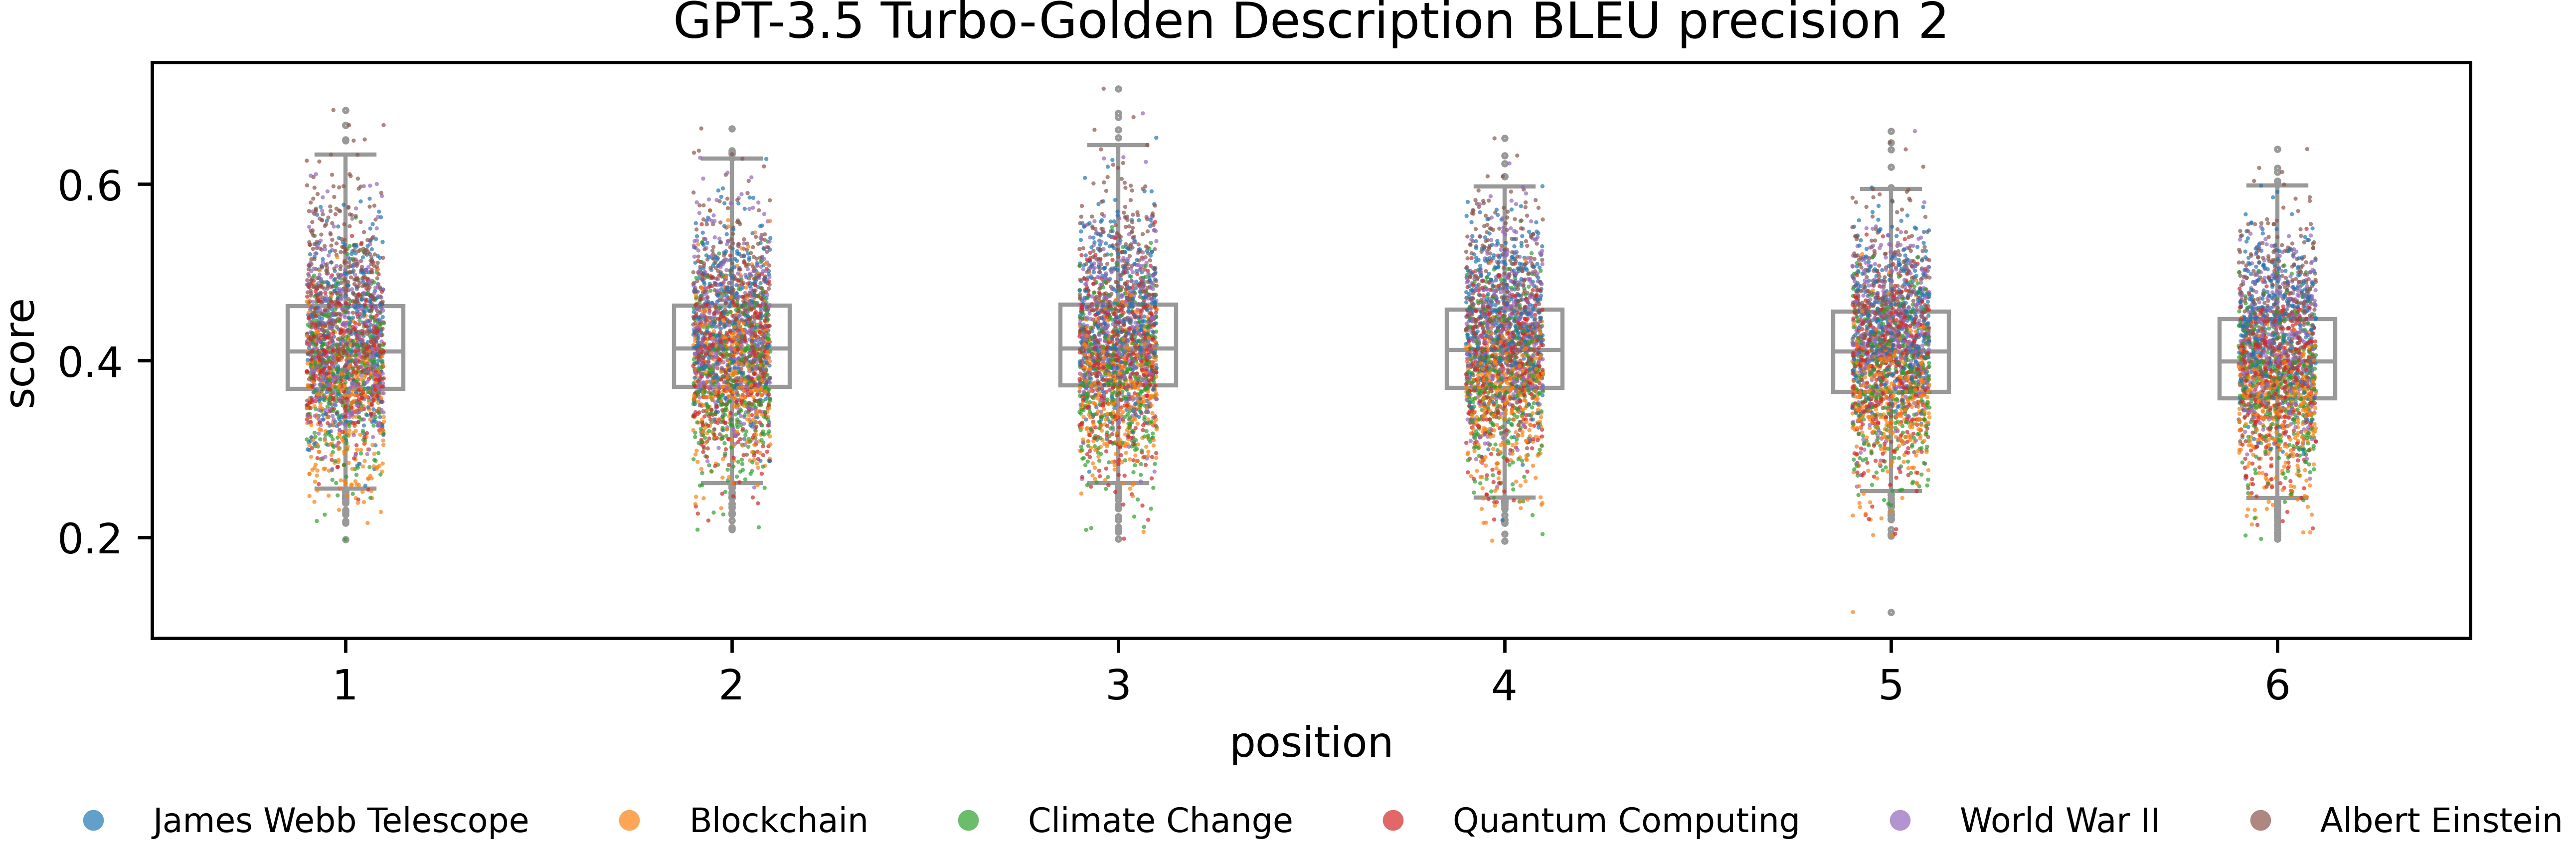 GPT-3.5 Turbo-Golden Description BLEU precision 2
score
0.6
0.4
0.2
1 2 3 4 5 6
position
James Webb Telescope Blockchain Climate Change Quantum Computing World War II Albert Einstein